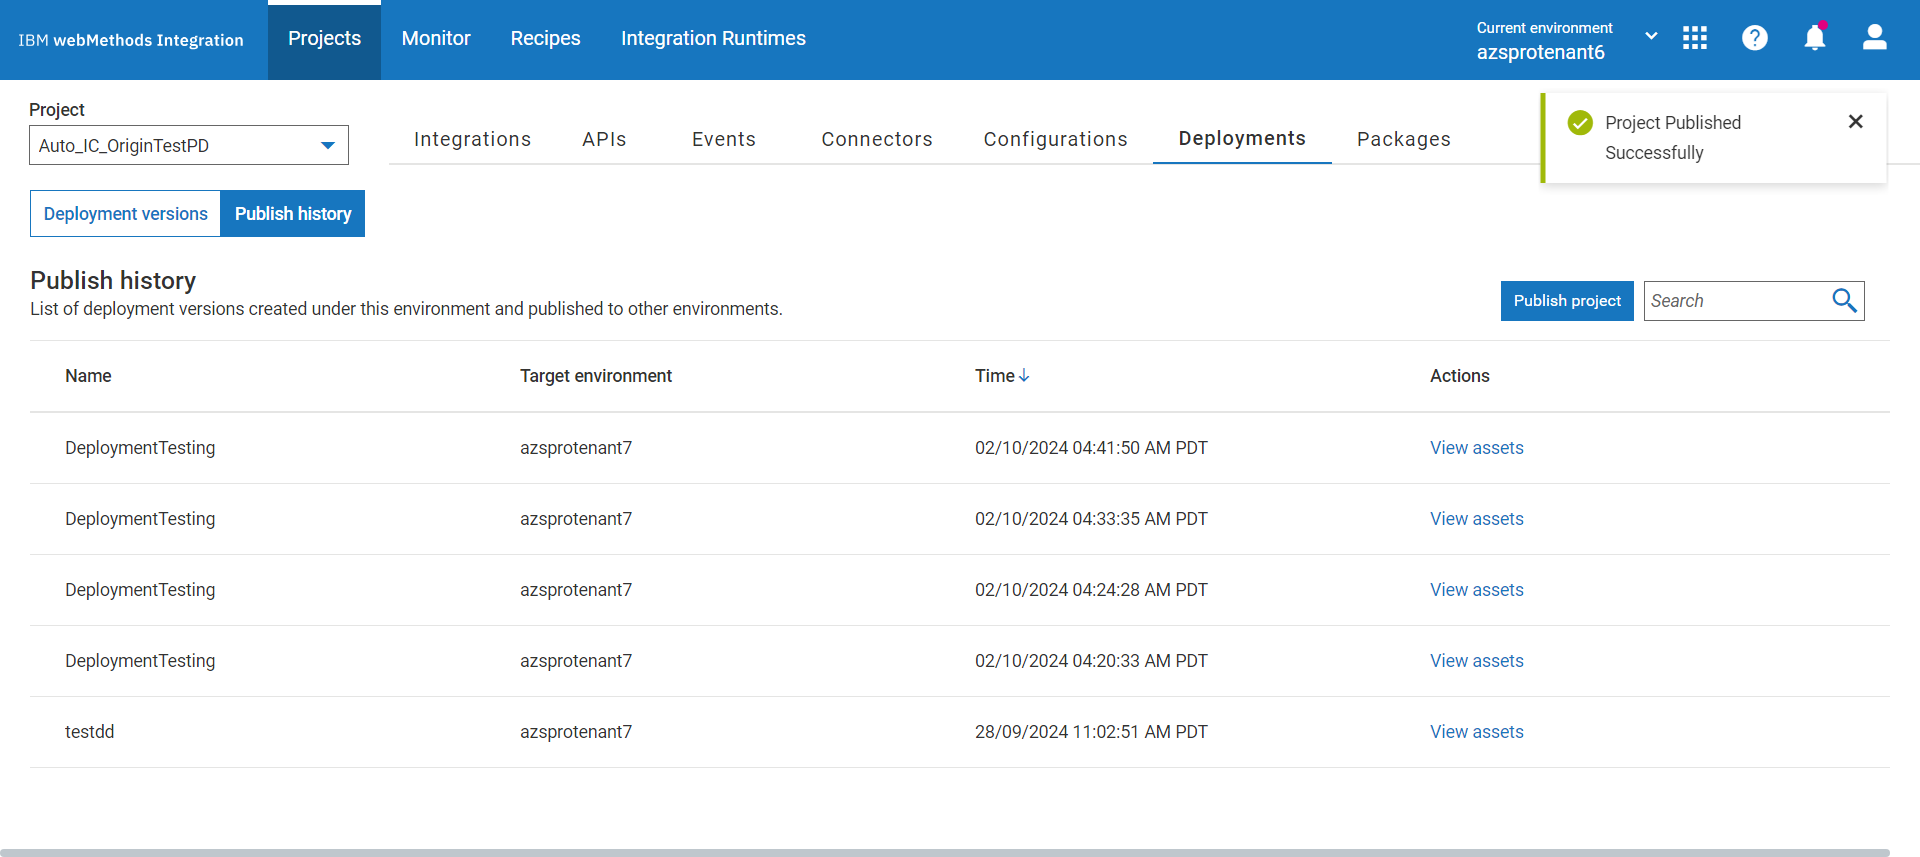 IBM webMethods Integration
Projects
Monitor
Recipes
Integration Runtimes
Current environment
azsprotenant6
Project
Auto_IC_OriginTestPD
Integrations
APIs
Events
Connectors
Configurations
Deployments
Packages
Project Published
Successfully
Deployment versions
Publish history
Publish history
List of deployment versions created under this environment and published to other environments.
Publish project
Search
Name Target environment Time Actions
DeploymentTesting azsprotenant7 02/10/2024 04:41:50 AM PDT View assets
DeploymentTesting azsprotenant7 02/10/2024 04:33:35 AM PDT View assets
DeploymentTesting azsprotenant7 02/10/2024 04:24:28 AM PDT View assets
DeploymentTesting azsprotenant7 02/10/2024 04:20:33 AM PDT View assets
testdd azsprotenant7 28/09/2024 11:02:51 AM PDT View assets